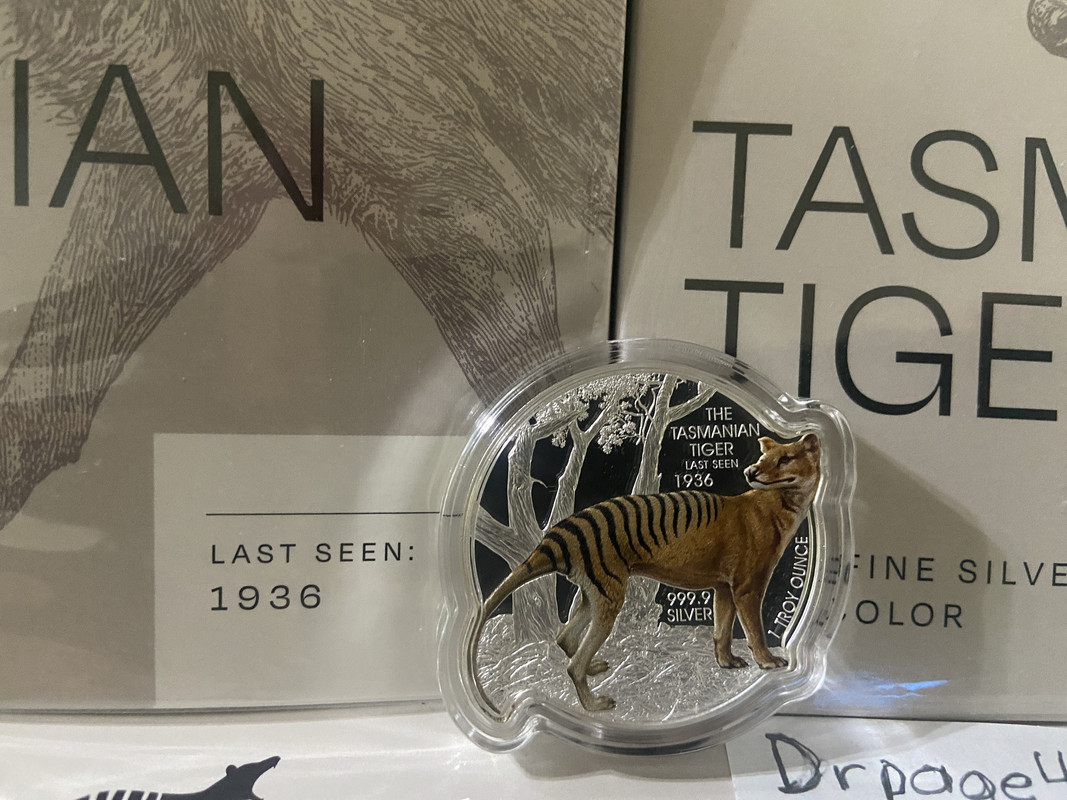 IAN
LAST SEEN:
1936
TASM
TIGE
FINE SILVE
COLOR
THE
TASMANIAN
TIGER
LAST SEEN
1936
999.9
SILVER
1 TROY OUNCE
Drpage4